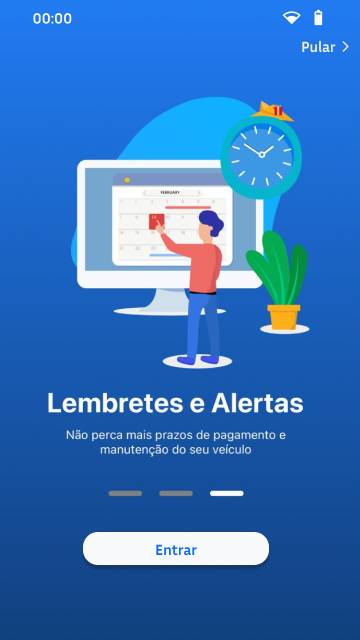 00:00
Pular
FEBRUARY
Lembretes e Alertas
Não perca mais prazos de pagamento e
manutenção do seu veículo
Entrar